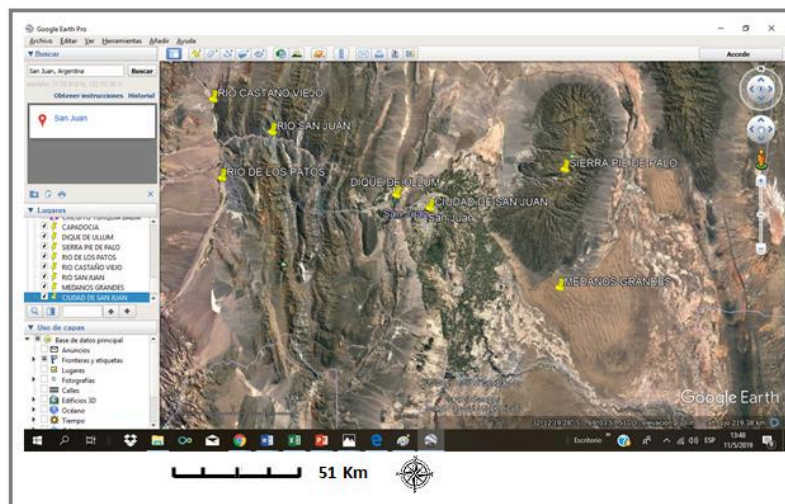 Google Earth Pro
Archivo Editar Ver Herramientas Añadir Ayuda
Buscar
San Juan, Argentina
Buscar
Obtener instrucciones Historial
San Juan
Lugares
CAPADOCIA
DIQUE DE ULLUM
SIERRA PIE DE PALO
RIO DE LOS PATOS
RIO CASTAÑO VIEJO
RIO SAN JUAN
MEDANOS GRANDES
CIUDAD DE SAN JUAN
Uso de capas
Base de datos principal
Anuncios
Fronteras y etiquetas
Lugares
Fotografías
Calles
Edificios 3D
Océano
Tiempo
Accede
N
RIO CASTAÑO VIEJO
RIO SAN JUAN
RIO DE LOS PATOS
DIQUE DE ULLUM
SIERRA PIE DE PALO
CIUDAD DE SAN JUAN
San Juan
MEDANOS GRANDES
Google Earth
219.38 km
Escritorio
ESP
13:40
11/5/2019
51 Km